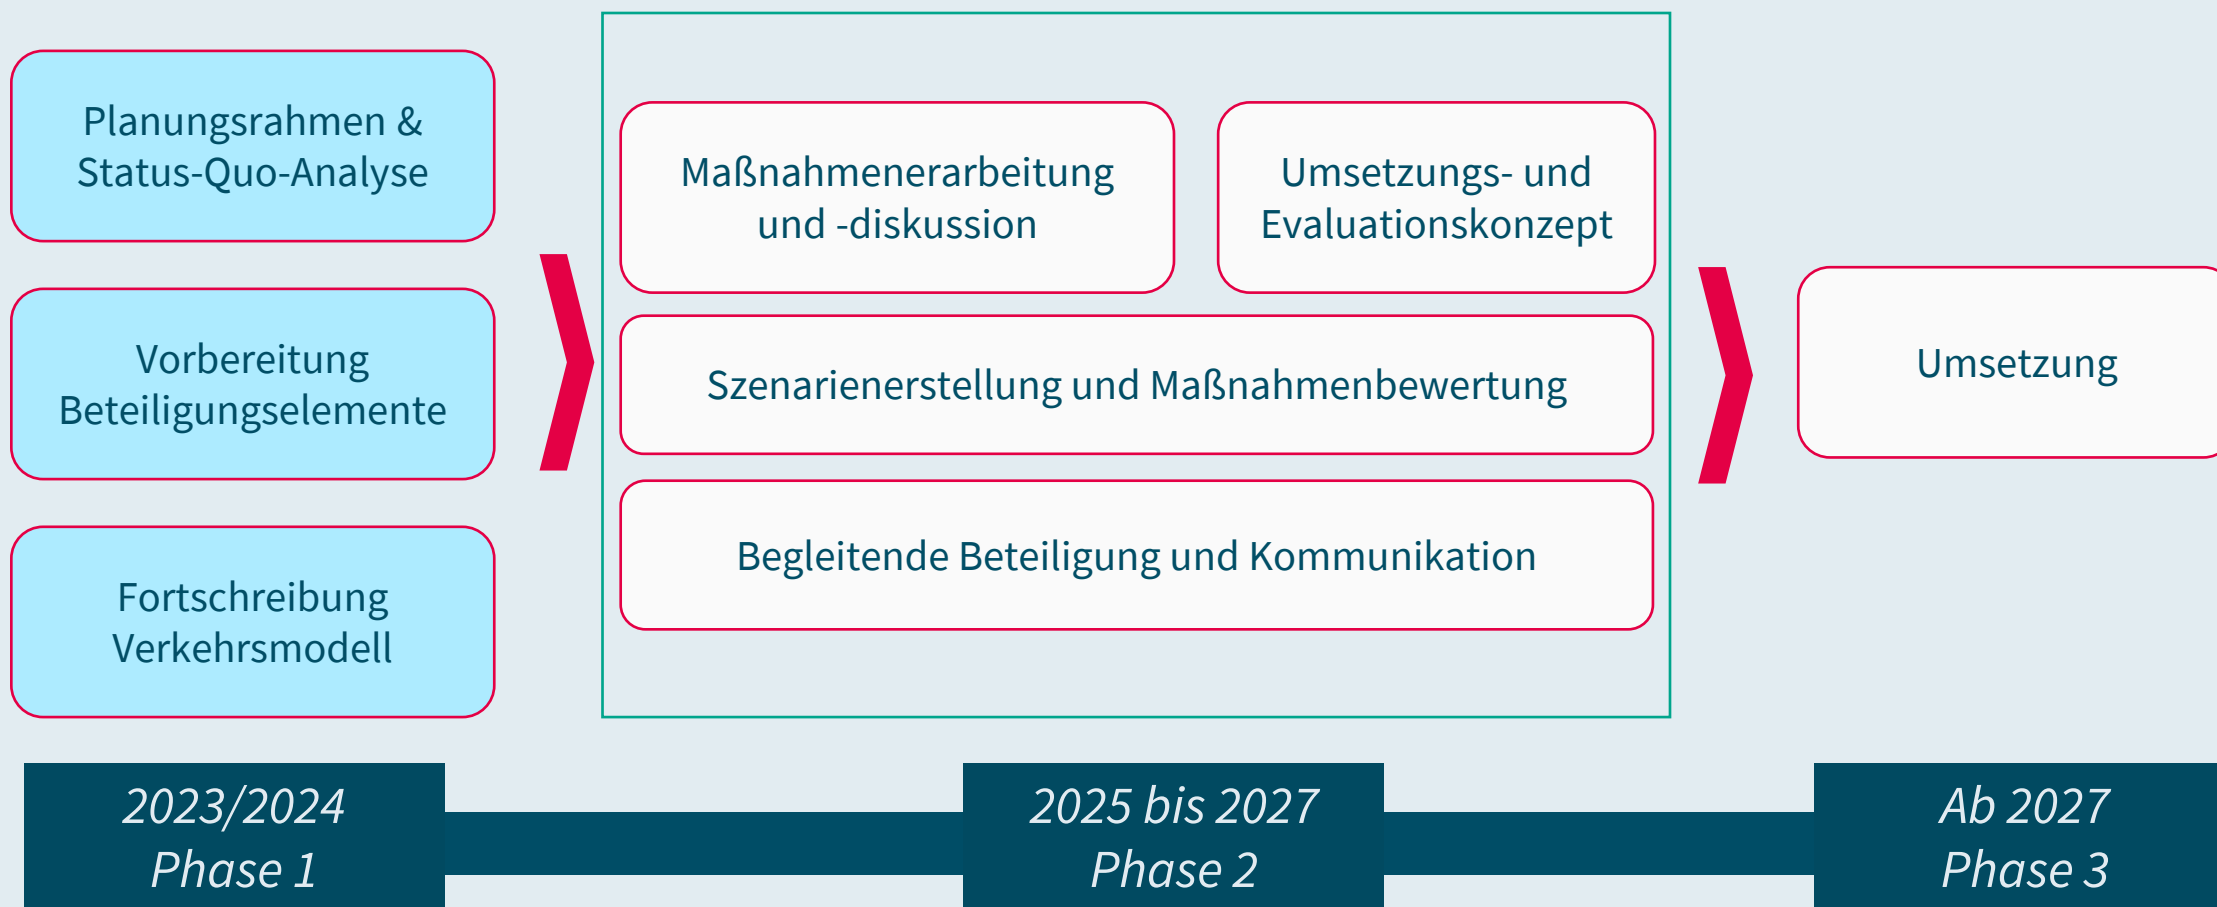 Planungsrahmen &
Status-Quo-Analyse
Vorbereitung
Beteiligungselemente
Fortschreibung
Verkehrsmodell
Maßnahmenerarbeitung
und -diskussion
Umsetzungs- und
Evaluationskonzept
Szenarienerstellung und Maßnahmenbewertung
Begleitende Beteiligung und Kommunikation
Umsetzung
2023/2024
Phase 1
2025 bis 2027
Phase 2
Ab 2027
Phase 3